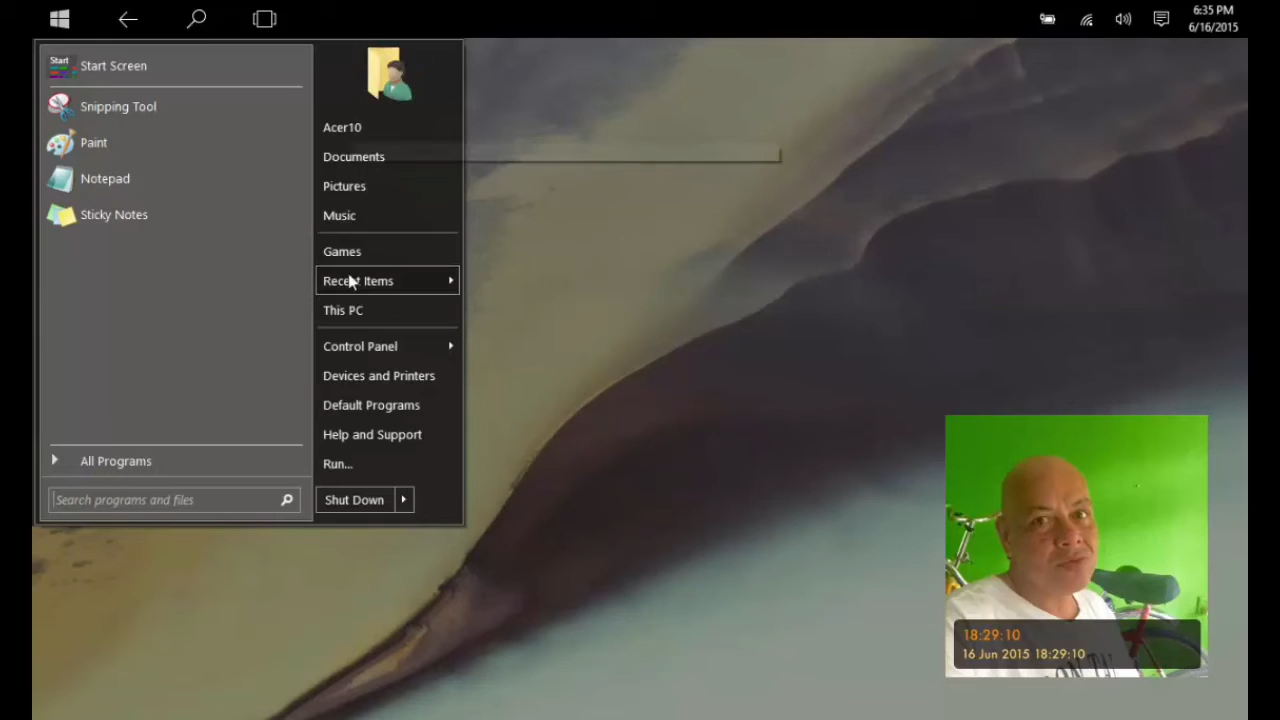 6:35 PM
6/16/2015
Start
Start Screen
Snipping Tool
Paint
Notepad
Sticky Notes
All Programs
Search programs and files
Acer10
Documents
Pictures
Music
Games
Recent Items
This PC
Control Panel
Devices and Printers
Default Programs
Help and Support
Run...
Shut Down
18:29:10
16 Jun 2015 18:29:10